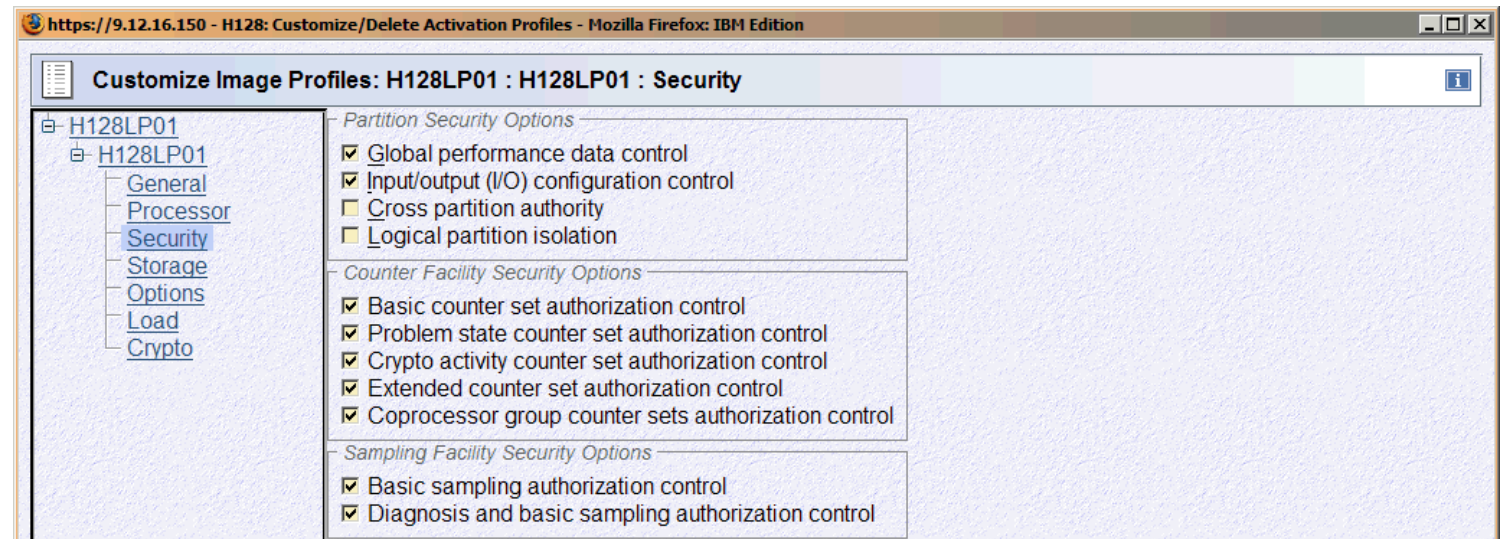 https://9.12.16.150 - H128: Customize/Delete Activation Profiles - Mozilla Firefox: IBM Edition
Customize Image Profiles: H128LP01 : H128LP01 : Security
i
H128LP01
H128LP01
General
Processor
Security
Storage
Options
Load
Crypto
Partition Security Options
Global performance data control
Input/output (I/O) configuration control
Cross partition authority
Logical partition isolation
Counter Facility Security Options
Basic counter set authorization control
Problem state counter set authorization control
Crypto activity counter set authorization control
Extended counter set authorization control
Coprocessor group counter sets authorization control
Sampling Facility Security Options
Basic sampling authorization control
Diagnosis and basic sampling authorization control